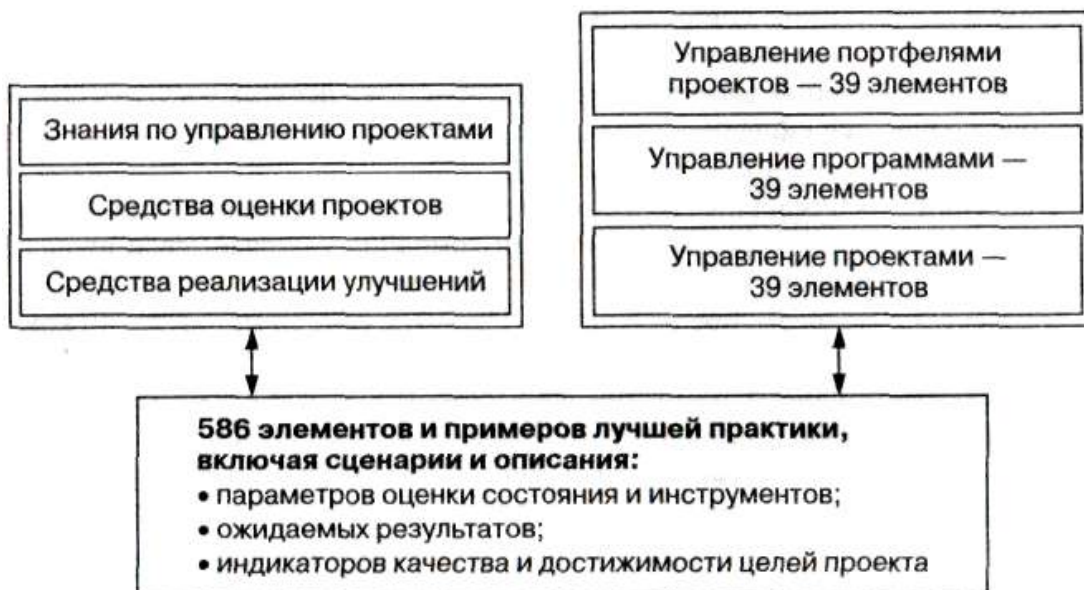 Знания по управлению проектами
Средства оценки проектов
Средства реализации улучшений
Управление портфелями
проектов — 39 элементов
Управление программами —
39 элементов
Управление проектами —
39 элементов
586 элементов и примеров лучшей практики,
включая сценарии и описания:
• параметров оценки состояния и инструментов;
• ожидаемых результатов;
• индикаторов качества и достижимости целей проекта